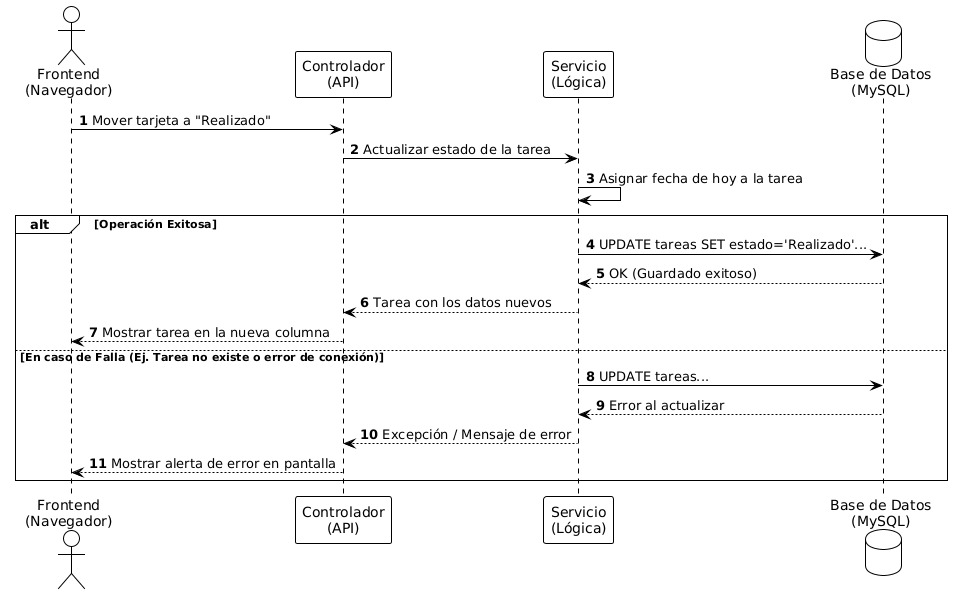 Frontend
(Navegador)
Controlador
(API)
Servicio
(Lógica)
Base de Datos
(MySQL)
1 Mover tarjeta a "Realizado"
2 Actualizar estado de la tarea
3 Asignar fecha de hoy a la tarea
alt [Operación Exitosa]
4 UPDATE tareas SET estado='Realizado'...
5 OK (Guardado exitoso)
6 Tarea con los datos nuevos
7 Mostrar tarea en la nueva columna
[En caso de Falla (Ej. Tarea no existe o error de conexión)]
8 UPDATE tareas...
9 Error al actualizar
10 Excepción / Mensaje de error
11 Mostrar alerta de error en pantalla
Frontend
(Navegador)
Controlador
(API)
Servicio
(Lógica)
Base de Datos
(MySQL)